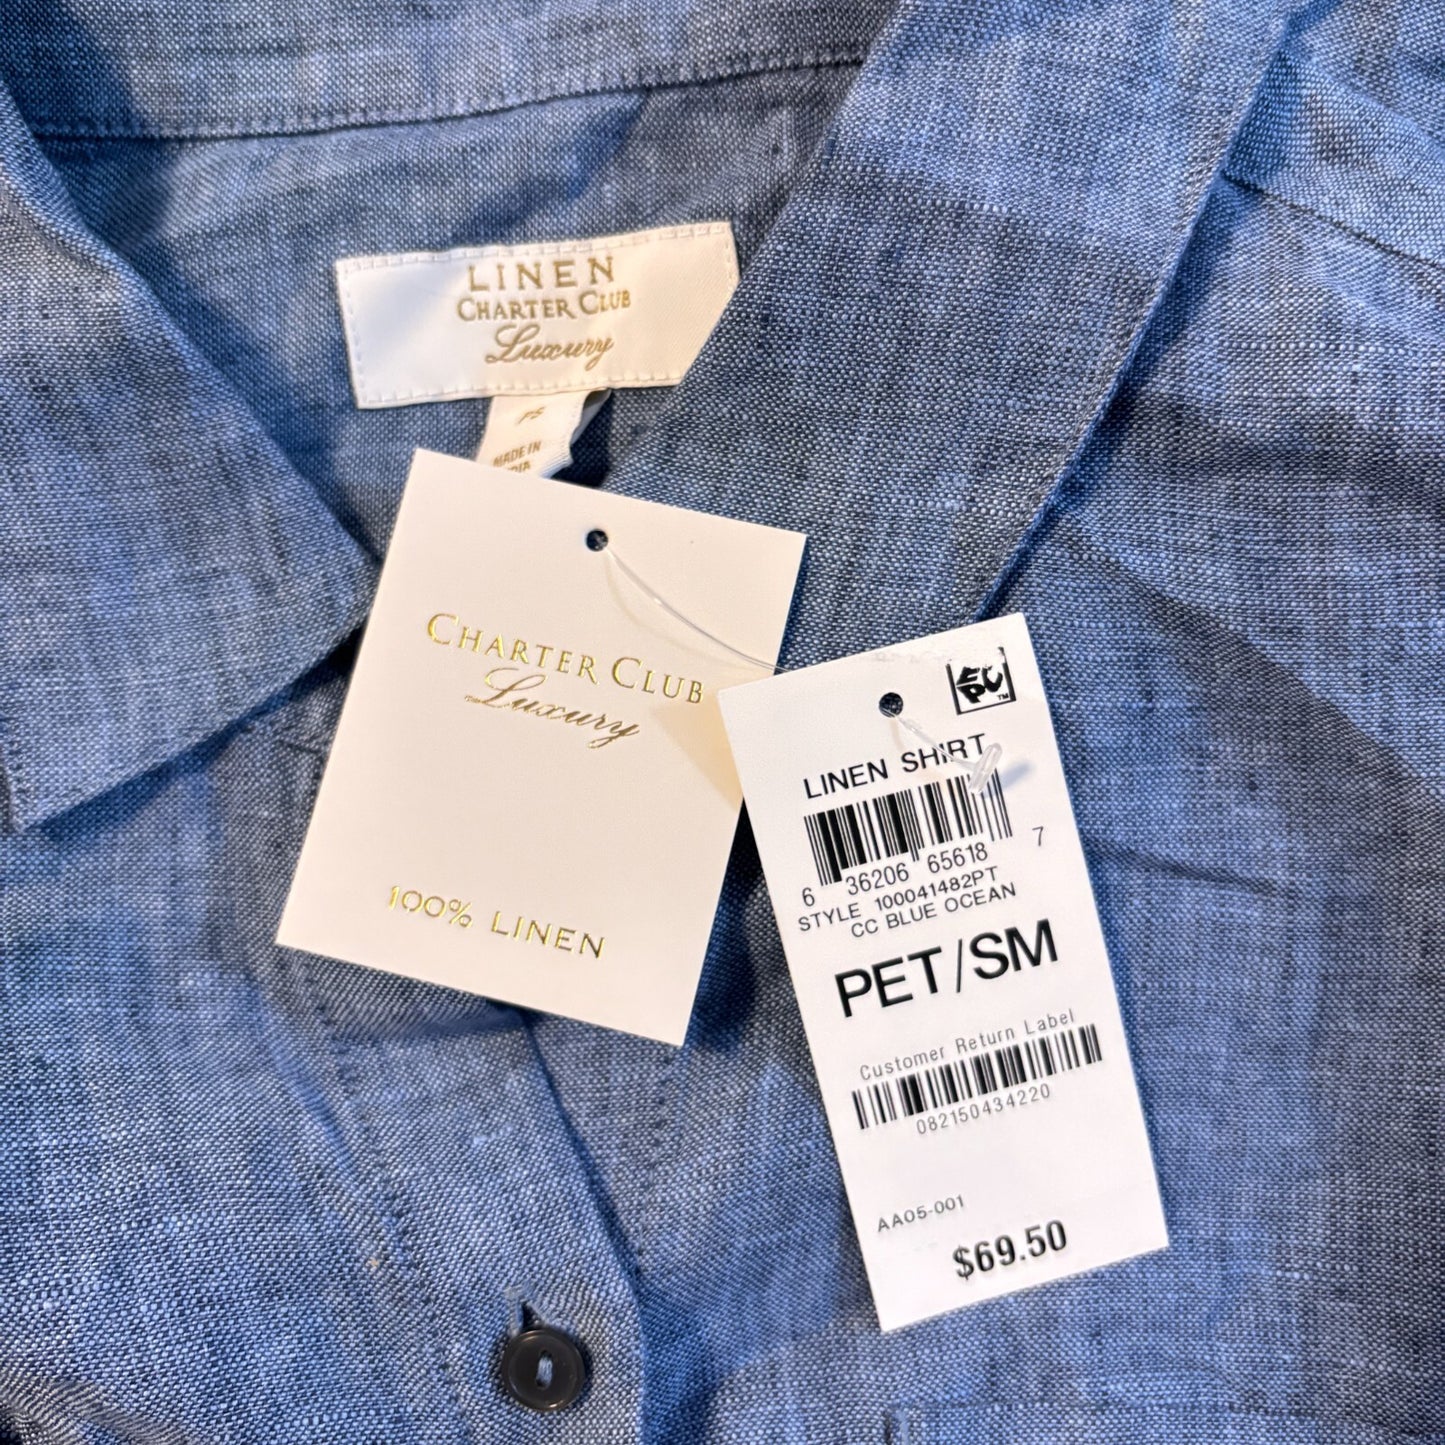 LINEN
CHARTER CLUB
Luxury
PS
MADE IN
CHARTER CLUB
Luxury
100% LINEN
EPC™
LINEN SHIRT
6 36206 65618 7
STYLE 100041482PT
CC BLUE OCEAN
PET/SM
Customer Return Label
082150434220
AA05-001
$69.50